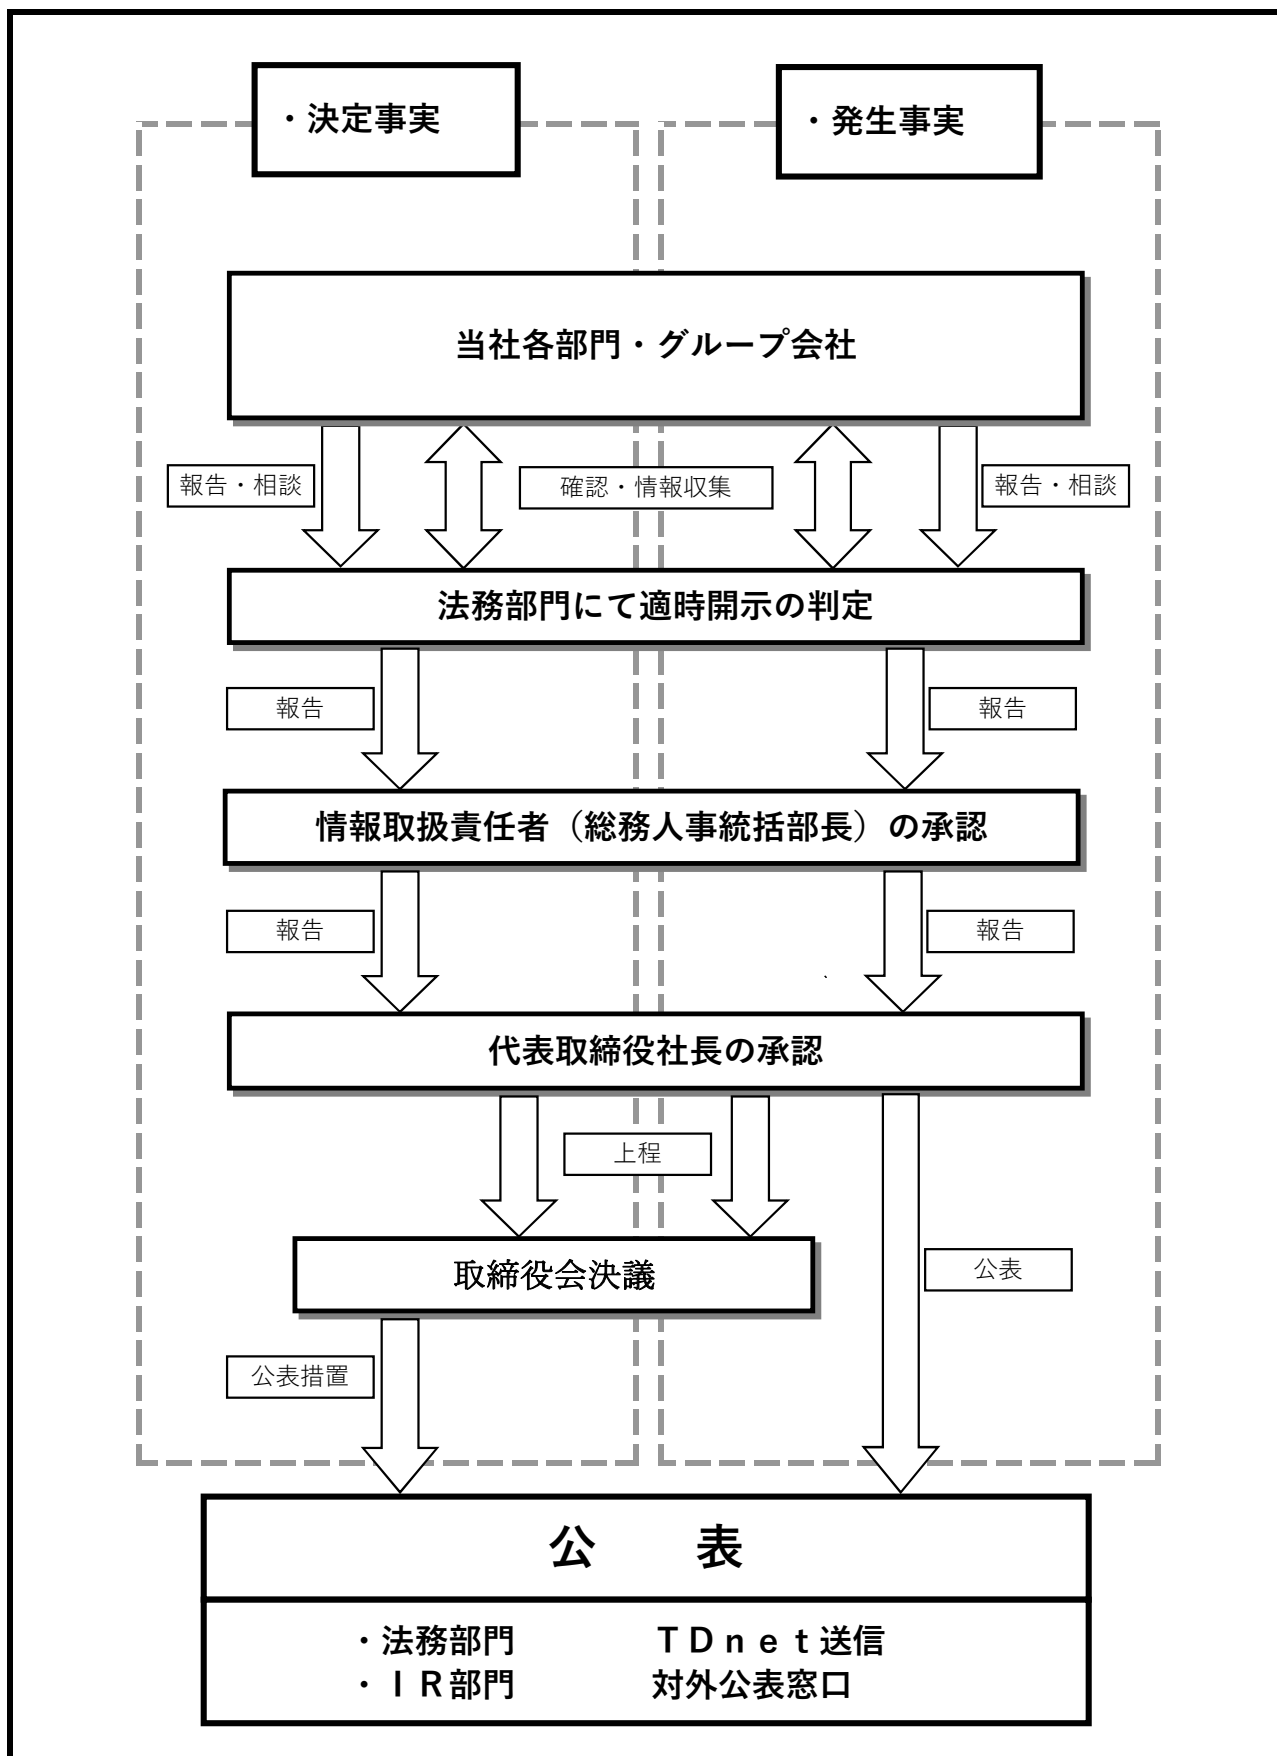 ・決定事実
・発生事実
当社各部門・グループ会社
報告・相談
確認・情報収集
報告・相談
法務部門にて適時開示の判定
報告
報告
情報取扱責任者（総務人事統括部長）の承認
報告
報告
代表取締役社長の承認
上程
取締役会決議
公表
公表措置
公　表
・法務部門　ＴＤｎｅｔ送信
・ＩＲ部門　対外公表窓口